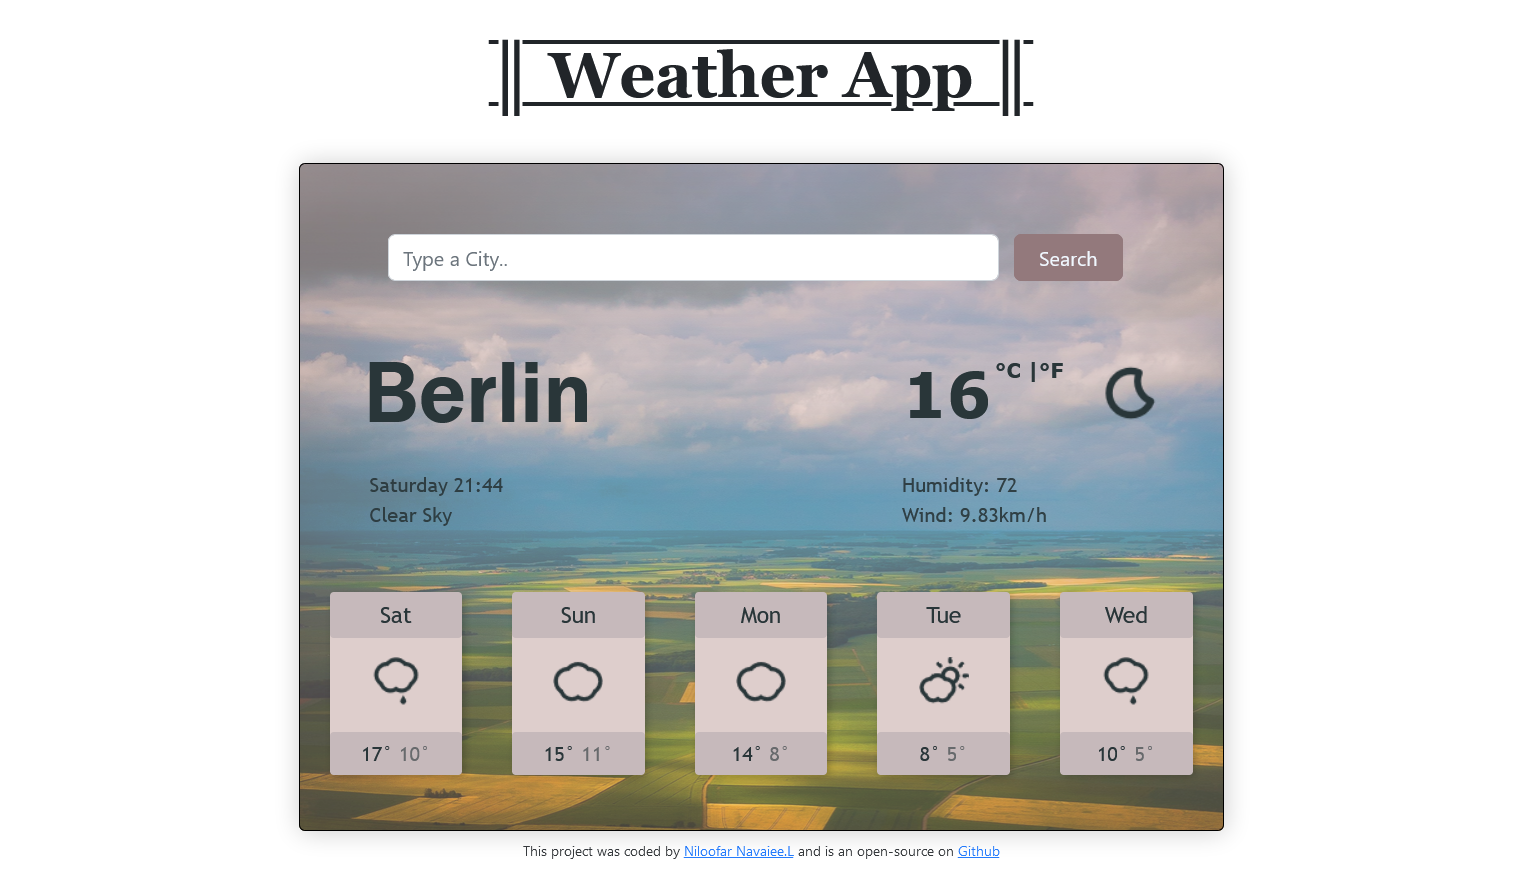 || Weather App ||
Type a City..
Search
Berlin
16 °C |°F
Saturday 21:44
Clear Sky
Humidity: 72
Wind: 9.83km/h
Sat
17° 10°
Sun
15° 11°
Mon
14° 8°
Tue
8° 5°
Wed
10° 5°
This project was coded by Niloofar Navaiee.L and is an open-source on Github